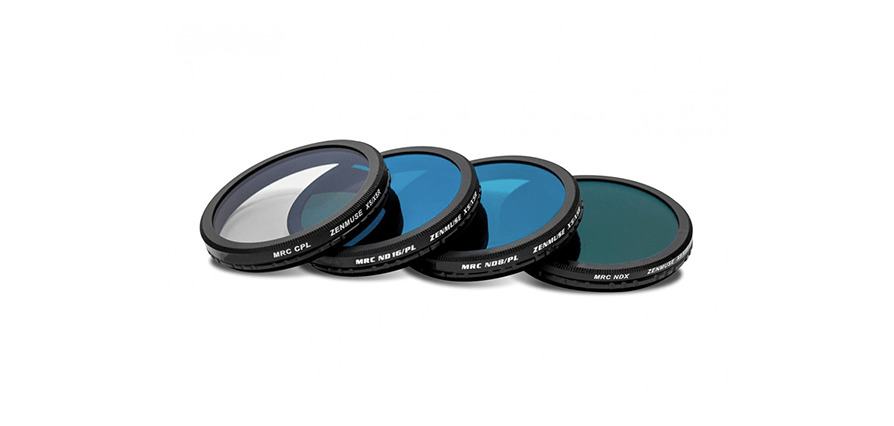 MRC CPL ZENMUSE X5/X5R
MRC ND16/PL ZENMUSE X5/X5R
MRC ND8/PL ZENMUSE X5/X5R
MRC NDX ZENMUSE